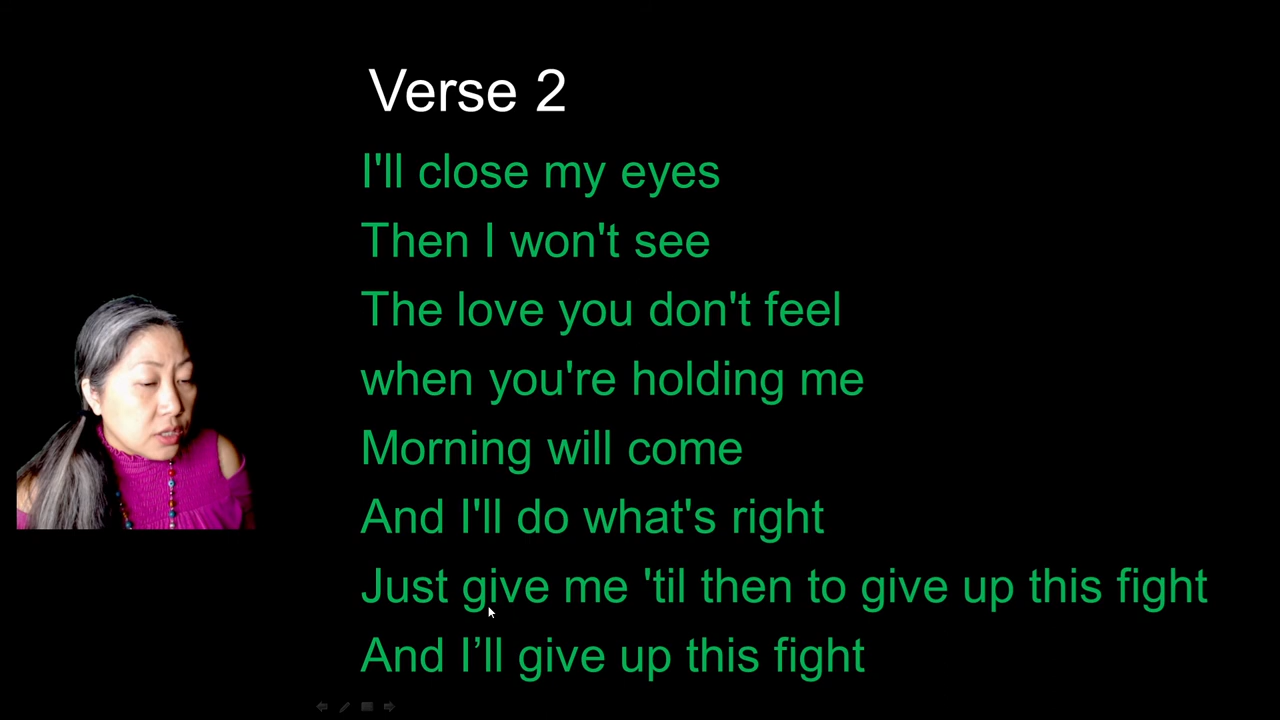 Verse 2
I'll close my eyes
Then I won't see
The love you don't feel
when you're holding me
Morning will come
And I'll do what's right
Just give me 'til then to give up this fight
And I’ll give up this fight